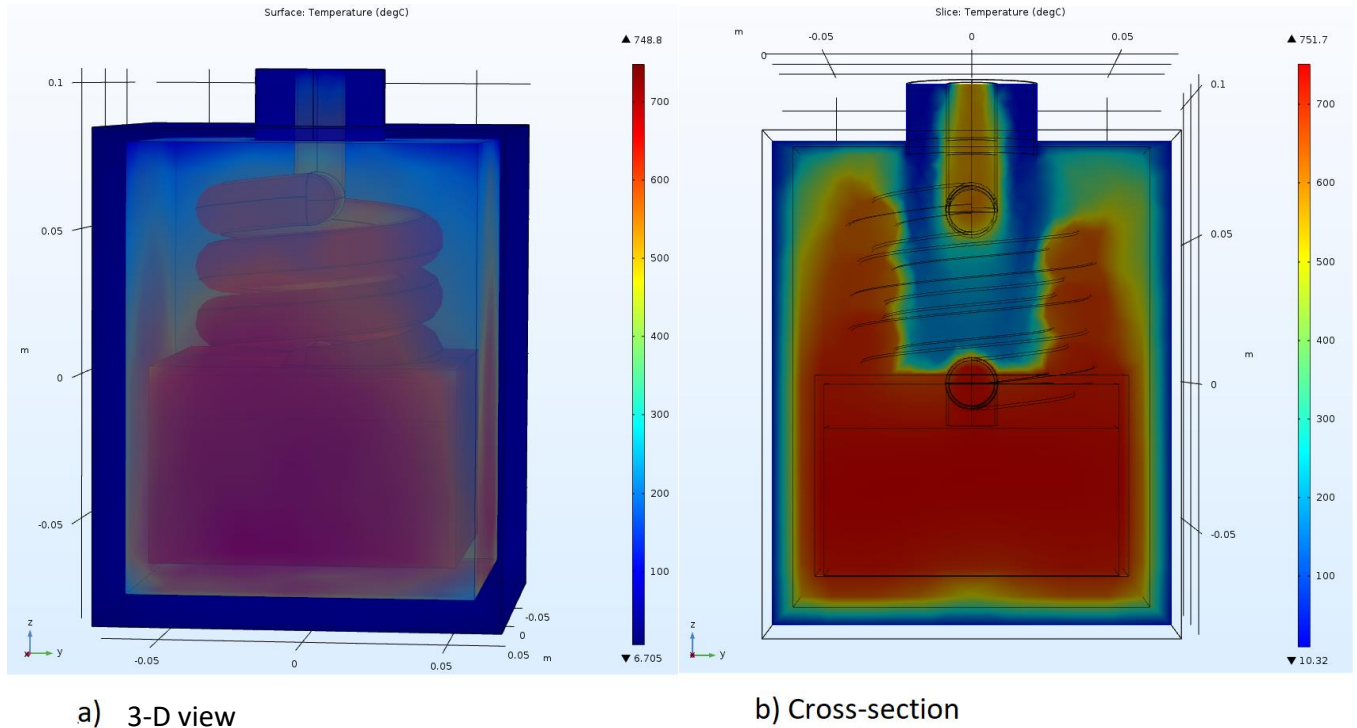 Surface: Temperature (degC)
▲ 748.8
0.1
700
600
0.05
500
m
400
0
300
200
-0.05
100
-0.05
0
0.05
m
-0.05
0
0.05
z
y
x
▼ 6.705
a) 3-D view
Slice: Temperature (degC)
m
-0.05
0
0.05
0
▲ 751.7
0.1
700
600
0.05
500
m
400
0
300
200
-0.05
100
z
y
x
▼ 10.32
b) Cross-section